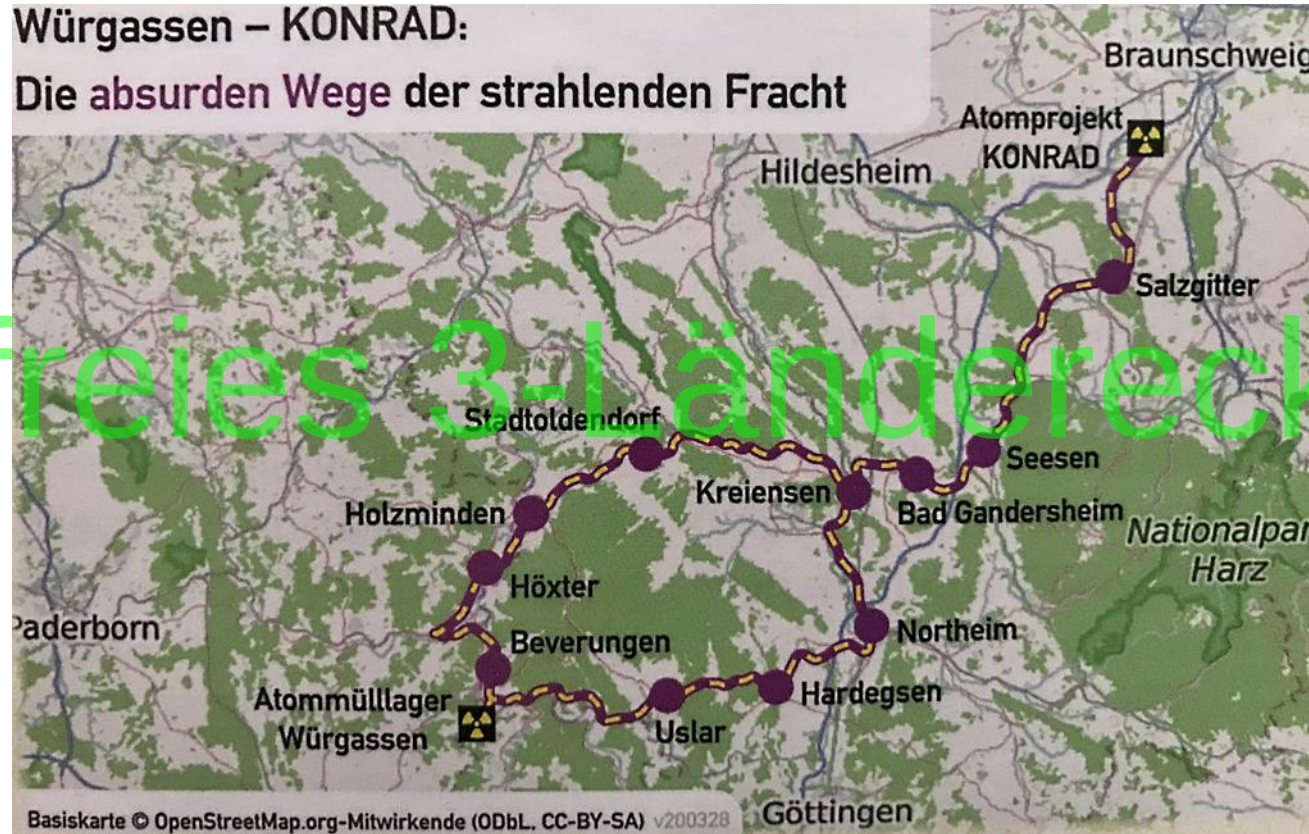 Würgassen – KONRAD:
Die absurden Wege der strahlenden Fracht
Braunschweig
Atomprojekt
KONRAD
Hildesheim
Salzgitter
freies 3-Ländereck
Stadtoldendorf
Seesen
Kreiensen
Bad Gandersheim
Holzminden
Nationalpar
Harz
Höxter
Paderborn
Northeim
Beverungen
Hardegsen
Atommülllager
Würgassen
Uslar
Göttingen
Basiskarte © OpenStreetMap.org-Mitwirkende (ODbL, CC-BY-SA) v200328